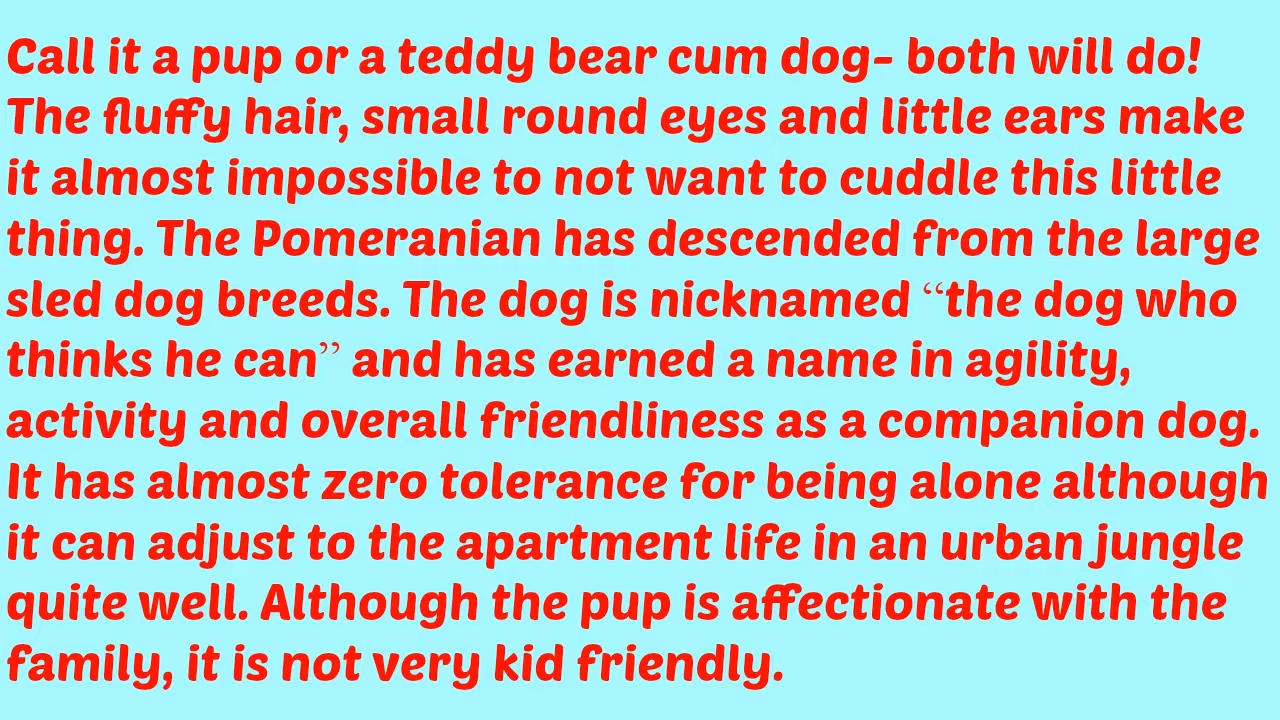 Call it a pup or a teddy bear cum dog- both will do!
The fluffy hair, small round eyes and little ears make
it almost impossible to not want to cuddle this little
thing. The Pomeranian has descended from the large
sled dog breeds. The dog is nicknamed “the dog who
thinks he can” and has earned a name in agility,
activity and overall friendliness as a companion dog.
It has almost zero tolerance for being alone although
it can adjust to the apartment life in an urban jungle
quite well. Although the pup is affectionate with the
family, it is not very kid friendly.